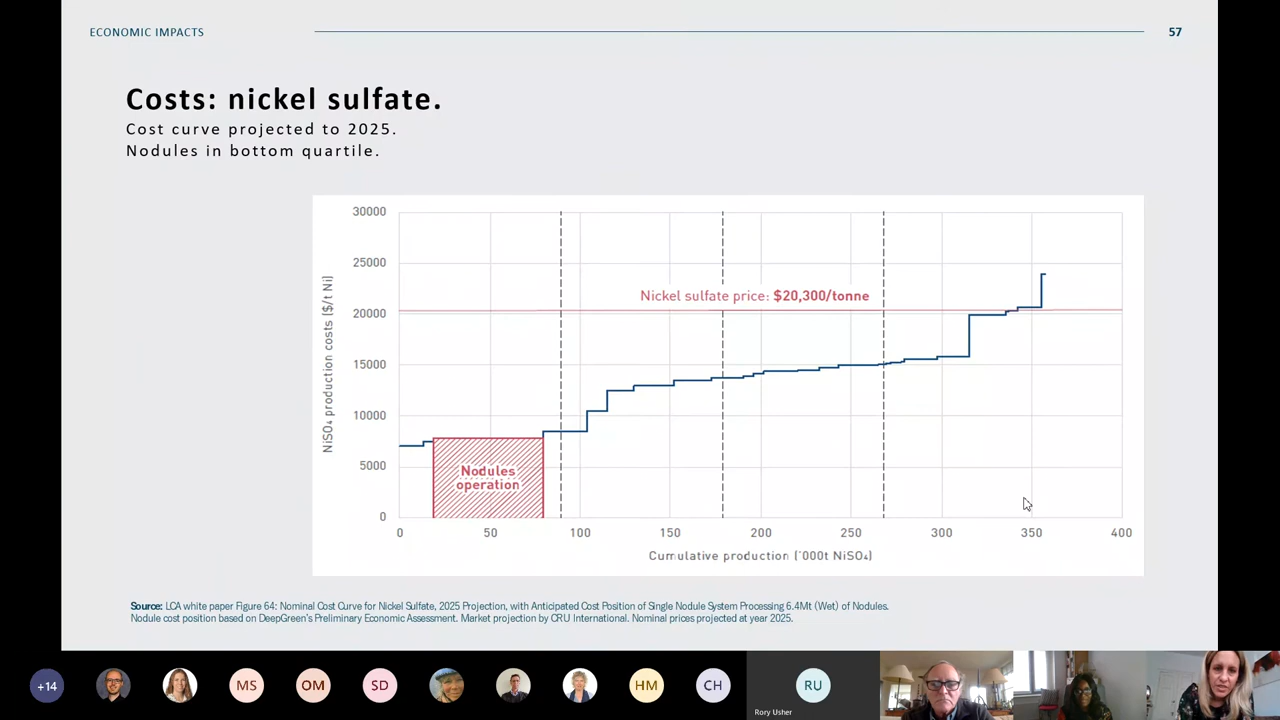 ECONOMIC IMPACTS
57
Costs: nickel sulfate.
Cost curve projected to 2025.
Nodules in bottom quartile.
30000
25000
20000
15000
10000
5000
0
NiSO₄ production costs ($/t Ni)
Nickel sulfate price: $20,300/tonne
Nodules
operation
0 50 100 150 200 250 300 350 400
Cumulative production ('000t NiSO₄)
Source: LCA white paper Figure 64: Nominal Cost Curve for Nickel Sulfate, 2025 Projection, with Anticipated Cost Position of Single Nodule System Processing 6.4Mt (Wet) of Nodules.
Nodule cost position based on DeepGreen's Preliminary Economic Assessment. Market projection by CRU International. Nominal prices projected at year 2025.
+14 MS OM SD HM CH RU
Rory Usher